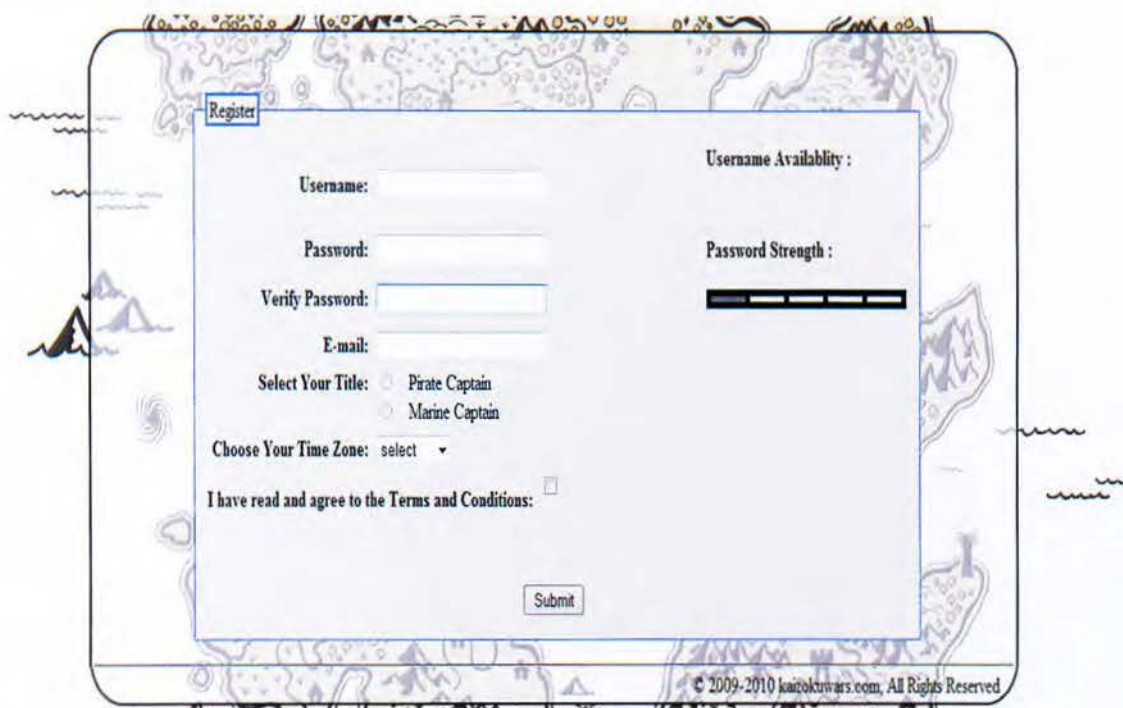 Register
Username Availablity :
Username:
Password:
Password Strength :
Verify Password:
E-mail:
Select Your Title: Pirate Captain
Marine Captain
Choose Your Time Zone: select
I have read and agree to the Terms and Conditions:
Submit
© 2009-2010 kaizokuwars.com, All Rights Reserved